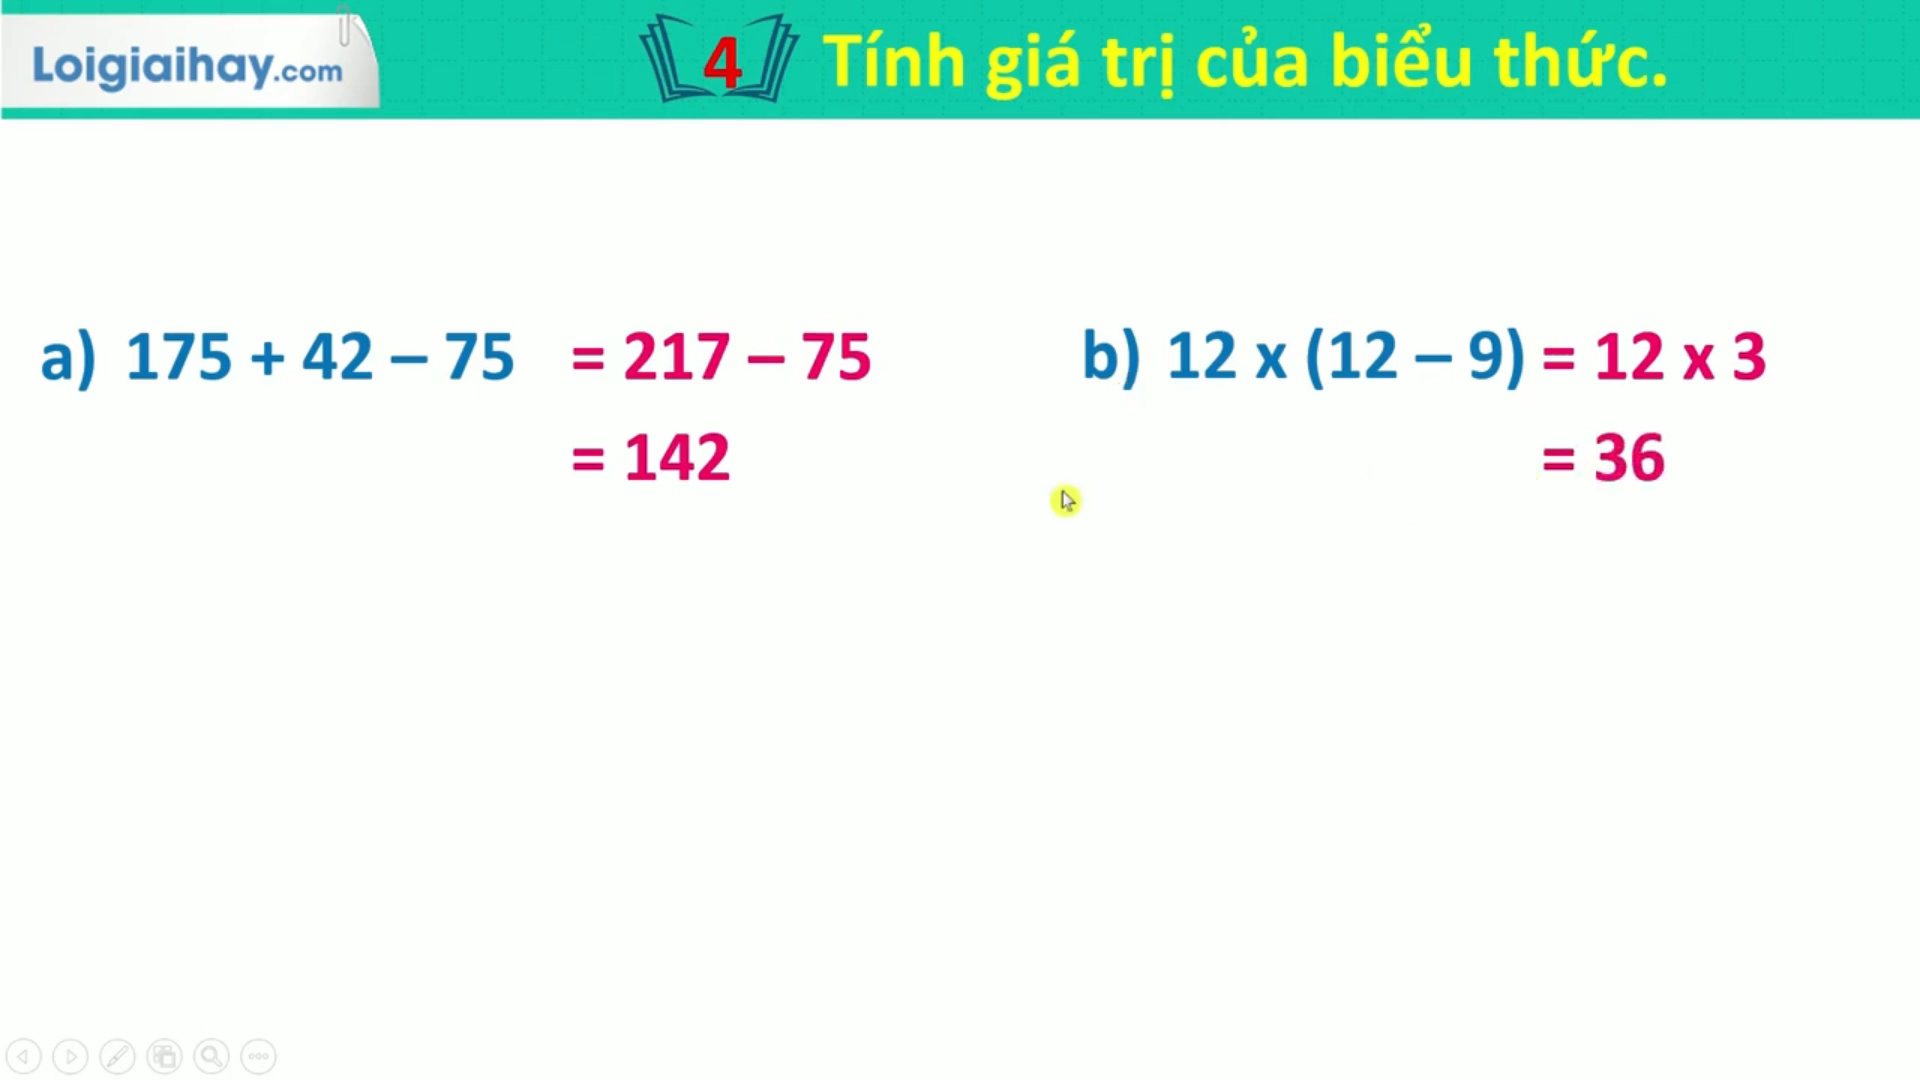 Loigiaihay.com
4 Tính giá trị của biểu thức.
a) 175 + 42 – 75 = 217 – 75
= 142
b) 12 x (12 – 9) = 12 x 3
= 36